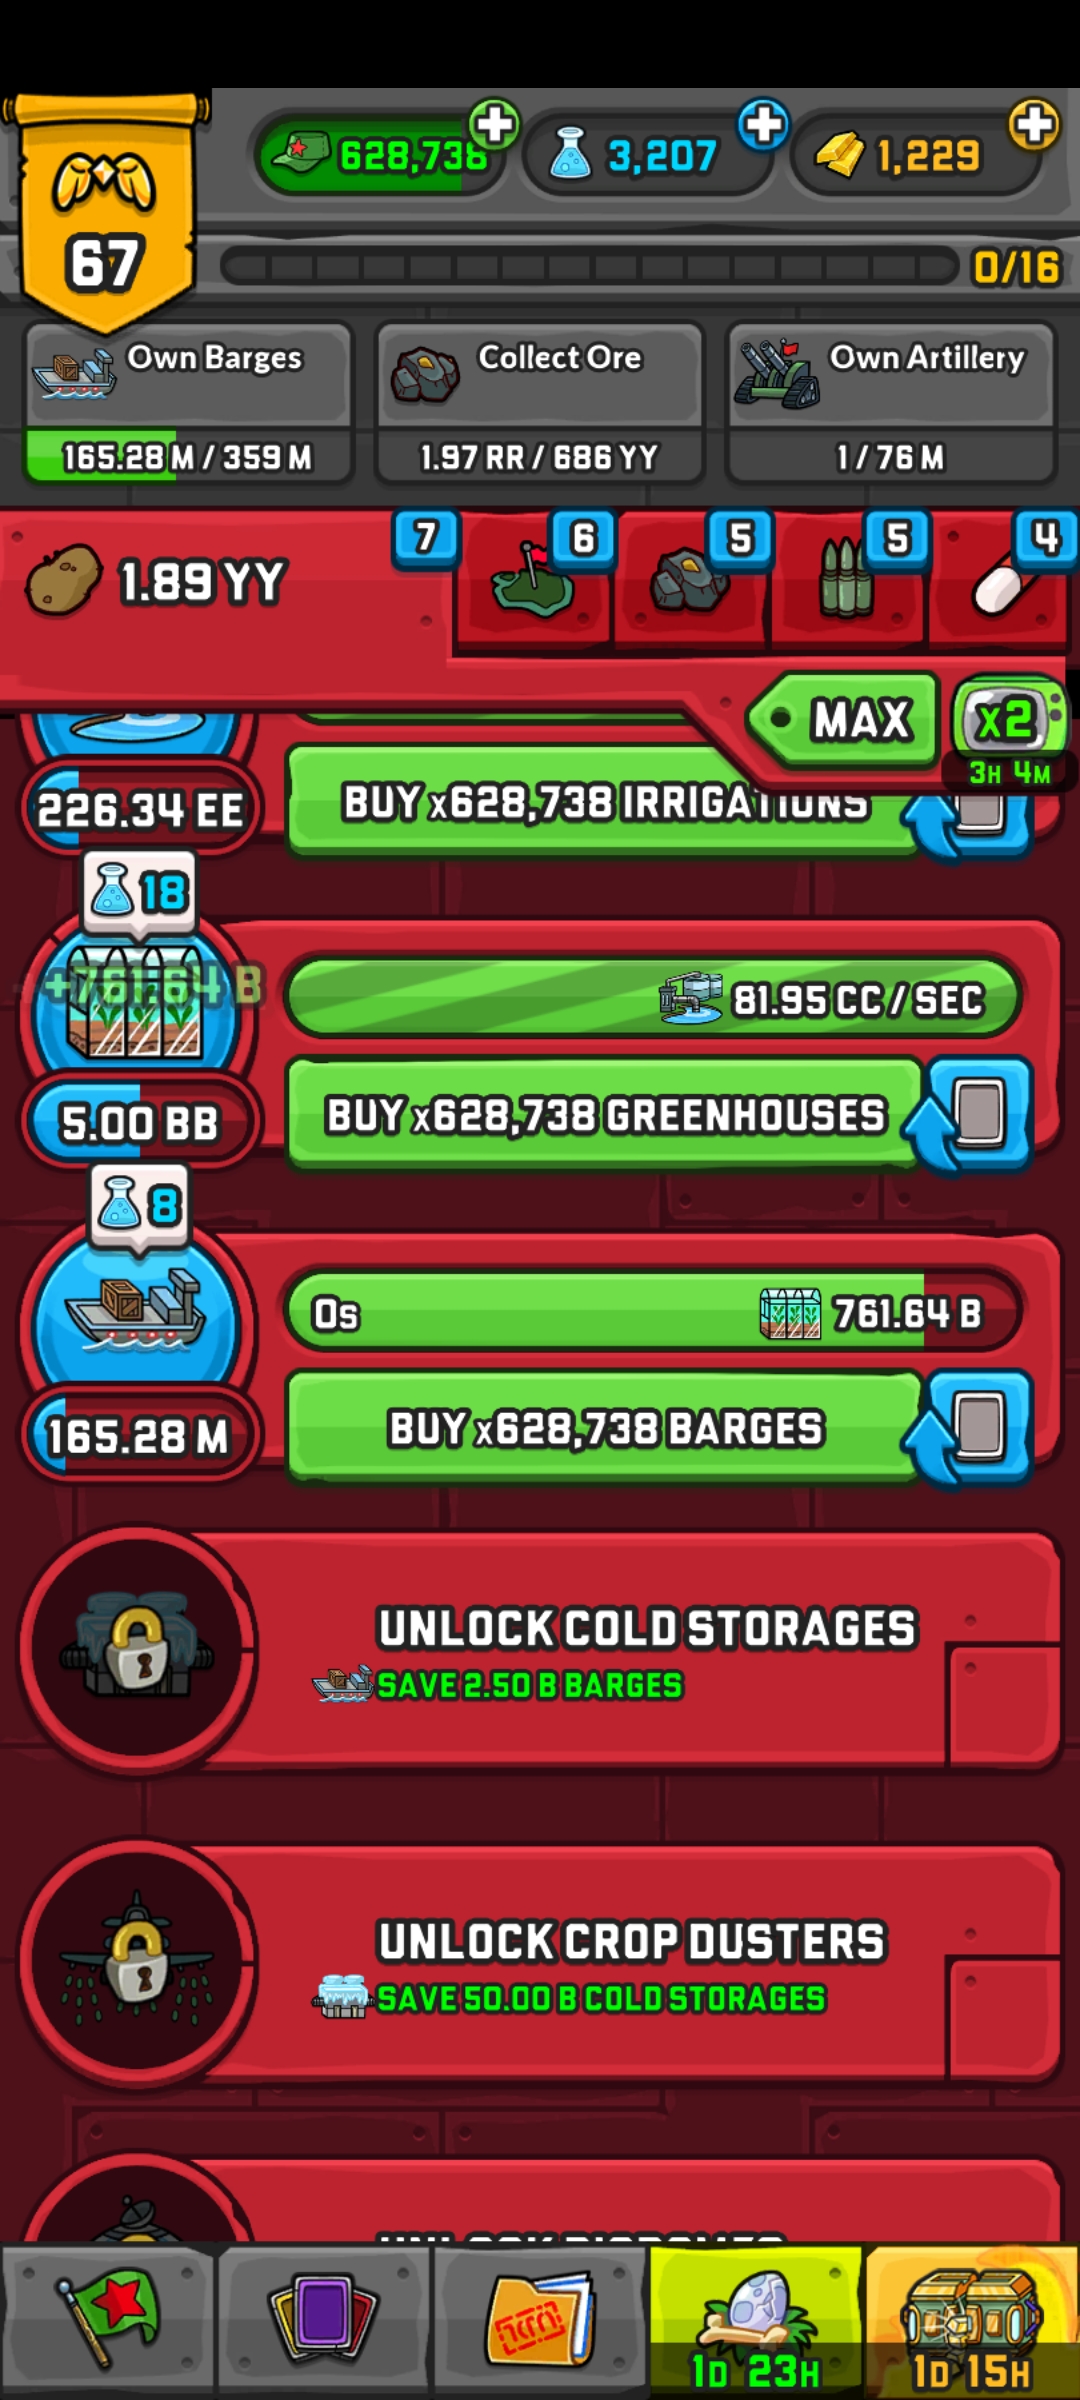 628,738
3,207
1,229
67
0/16
Own Barges
165.28 M / 359 M
Collect Ore
1.97 RR / 686 YY
Own Artillery
1 / 76 M
1.89 YY
7
6
5
5
4
MAX
x2
3H 4M
226.34 EE
BUY x628,738 IRRIGATIONS
18
+761.64 B
81.95 CC / SEC
5.00 BB
BUY x628,738 GREENHOUSES
8
0s
761.64 B
165.28 M
BUY x628,738 BARGES
UNLOCK COLD STORAGES
SAVE 2.50 B BARGES
UNLOCK CROP DUSTERS
SAVE 50.00 B COLD STORAGES
1D 23H
1D 15H